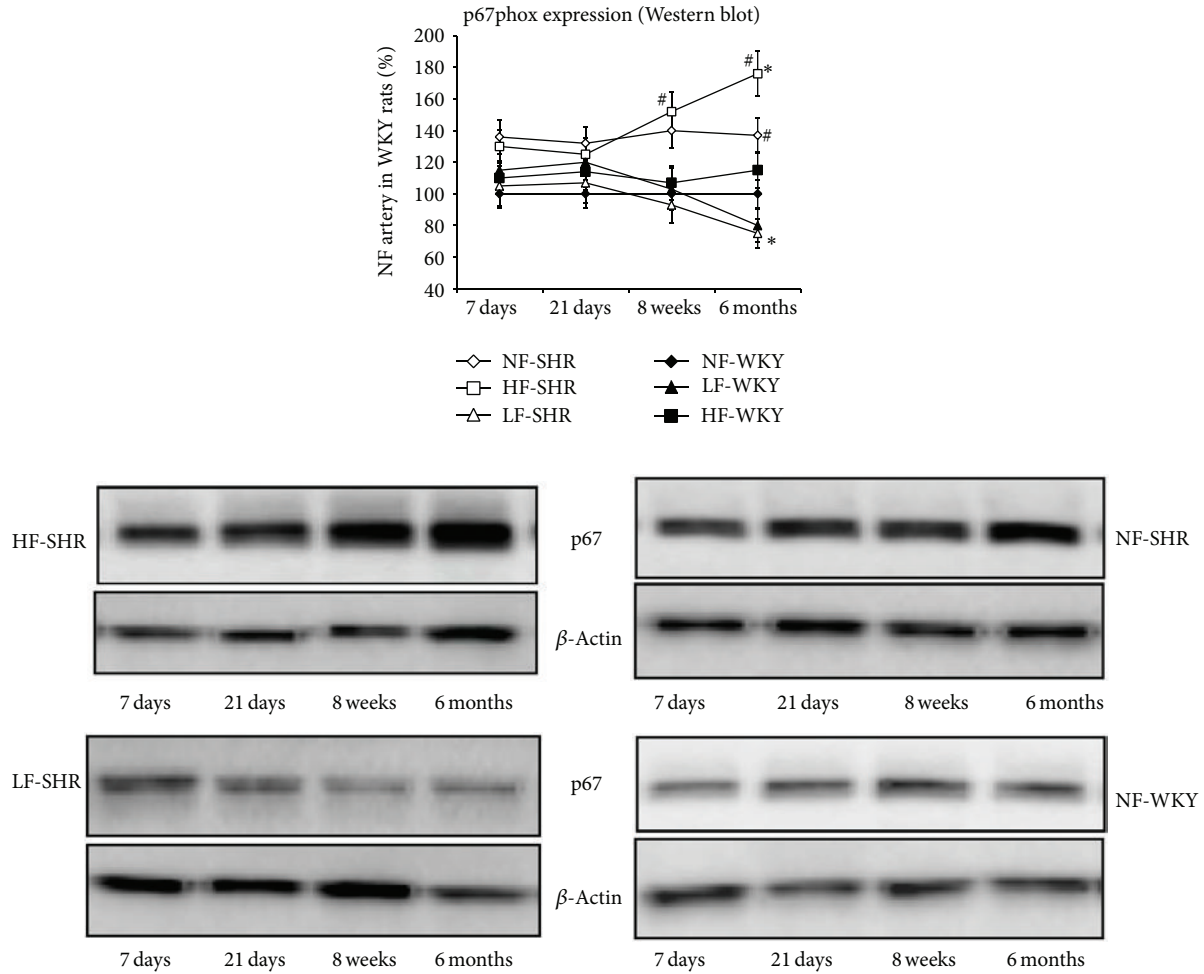 p67phox expression (Western blot)
NF artery in WKY rats (%)
200
180
160
140
120
100
80
60
40
#
#
*
#
*
7 days 21 days 8 weeks 6 months
NF-SHR NF-WKY
HF-SHR LF-WKY
LF-SHR HF-WKY
HF-SHR p67 NF-SHR
β-Actin
7 days 21 days 8 weeks 6 months 7 days 21 days 8 weeks 6 months
LF-SHR p67 NF-WKY
β-Actin
7 days 21 days 8 weeks 6 months 7 days 21 days 8 weeks 6 months